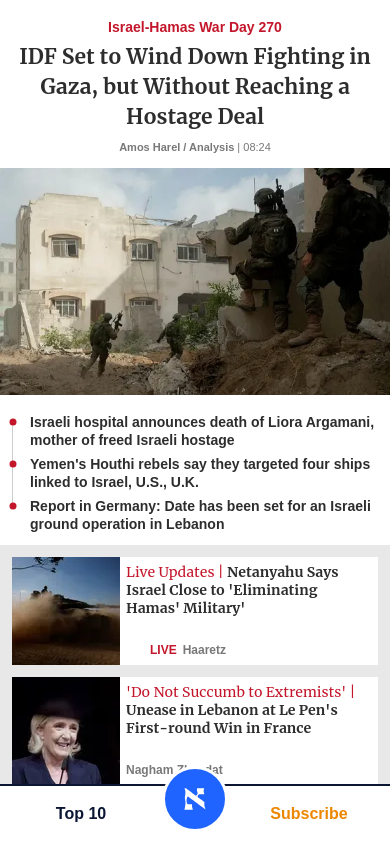 Israel-Hamas War Day 270
IDF Set to Wind Down Fighting in
Gaza, but Without Reaching a
Hostage Deal
Amos Harel / Analysis | 08:24
Israeli hospital announces death of Liora Argamani,
mother of freed Israeli hostage
Yemen's Houthi rebels say they targeted four ships
linked to Israel, U.S., U.K.
Report in Germany: Date has been set for an Israeli
ground operation in Lebanon
Live Updates | Netanyahu Says
Israel Close to 'Eliminating
Hamas' Military'
LIVE Haaretz
'Do Not Succumb to Extremists' |
Unease in Lebanon at Le Pen's
First-round Win in France
Nagham
Top 10
Subscribe